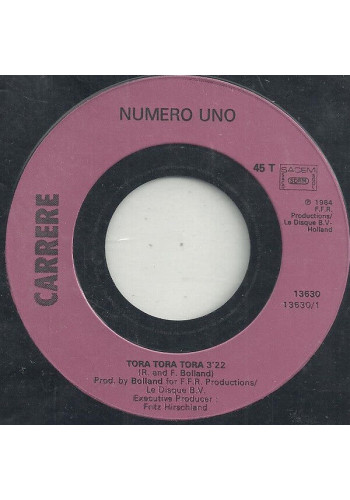 NUMERO UNO
45 T
SACEM
SDRM
℗ 1984
F.F.R.
Productions/
Le Disque B.V-
Holland
CARRERE
13630
13630/1
TORA TORA TORA 3'22
(R. and F. Bolland)
Prod. by Bolland for F.F.R. Productions/
Le Disque B.V.
Executive Producer :
Fritz Hirschland